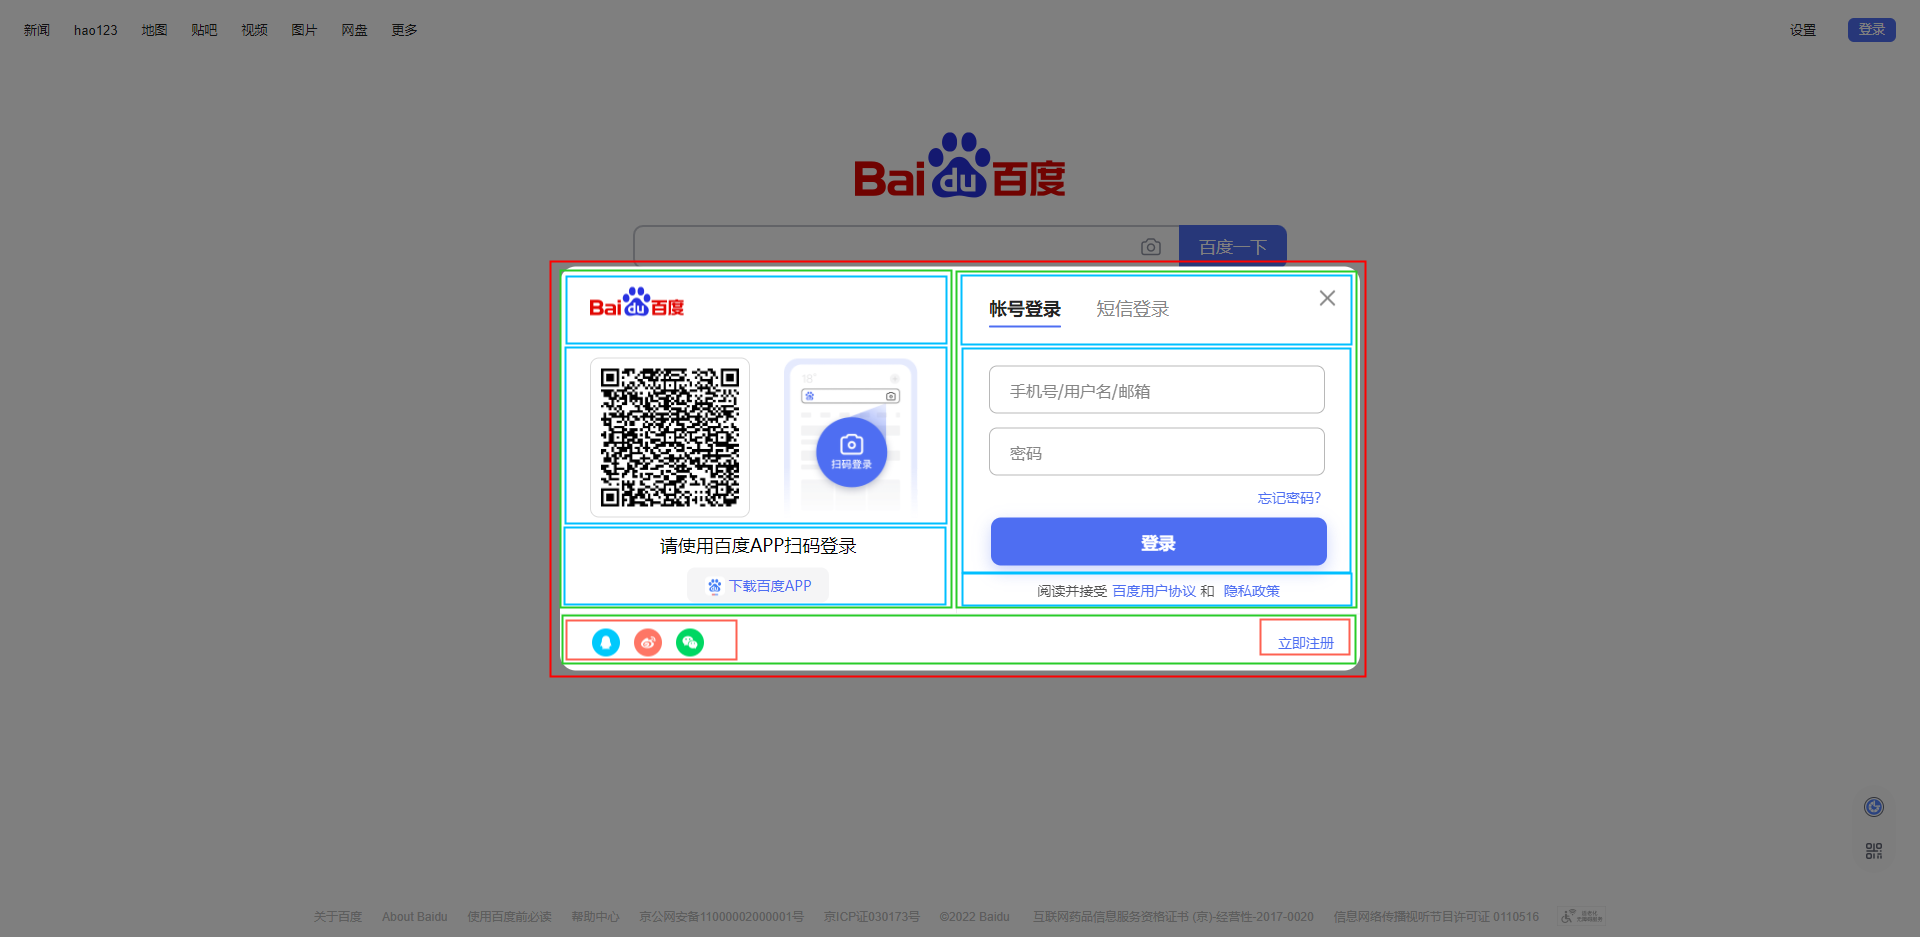 新闻 hao123 地图 贴吧 视频 图片 网盘 更多 设置 登录
Bai du 百度
百度一下
Bai du 百度
帐号登录 短信登录
18°
扫码登录
手机号/用户名/邮箱
密码
忘记密码?
登录
请使用百度APP扫码登录
下载百度APP
阅读并接受 百度用户协议 和 隐私政策
立即注册
关于百度 About Baidu 使用百度前必读 帮助中心 京公网安备11000002000001号 京ICP证030173号 ©2022 Baidu 互联网药品信息服务资格证书 (京)-经营性-2017-0020 信息网络传播视听节目许可证 0110516